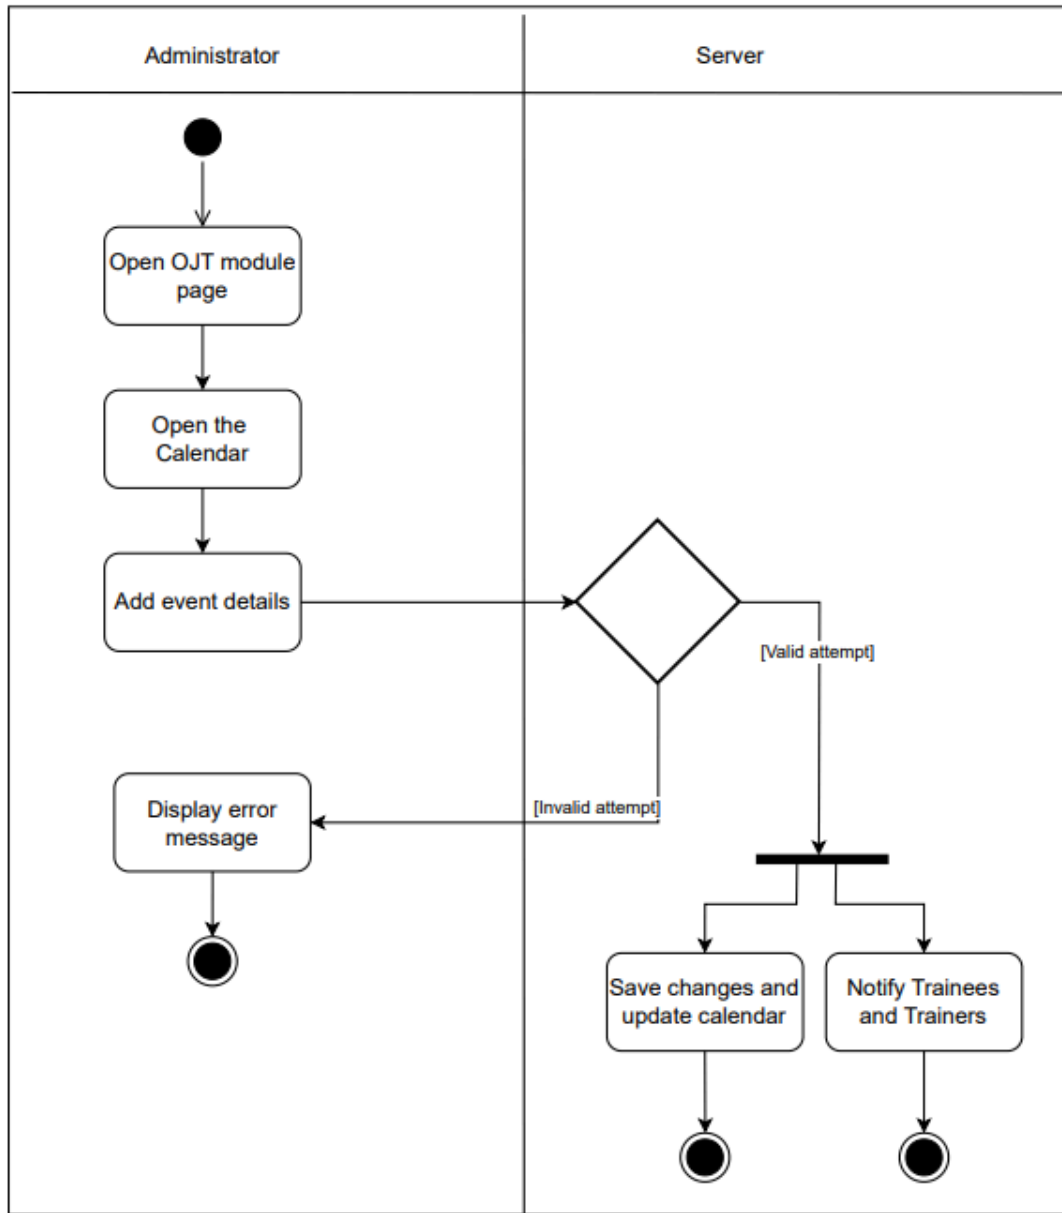 Administrator
Server
Open OJT module
page
Open the
Calendar
Add event details
[Valid attempt]
Display error
message
[Invalid attempt]
Save changes and
update calendar
Notify Trainees
and Trainers